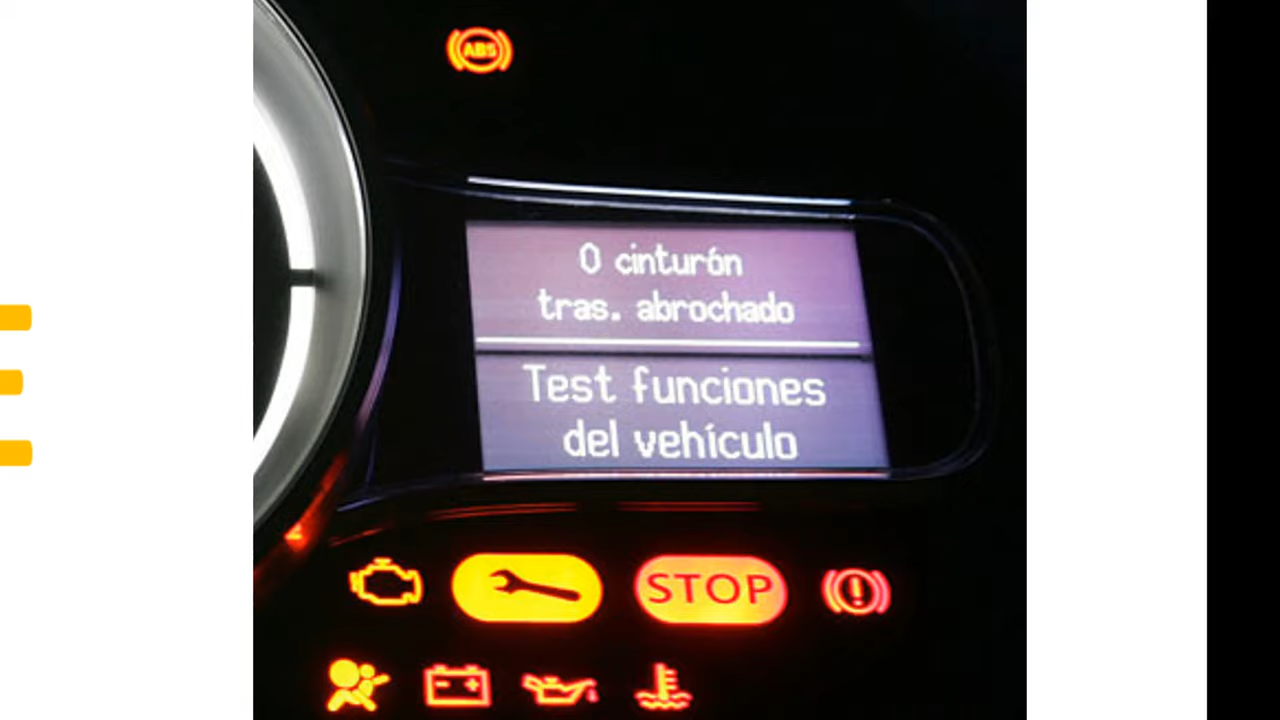 ABS
0 cinturón
tras. abrochado
Test funciones
del vehículo
STOP